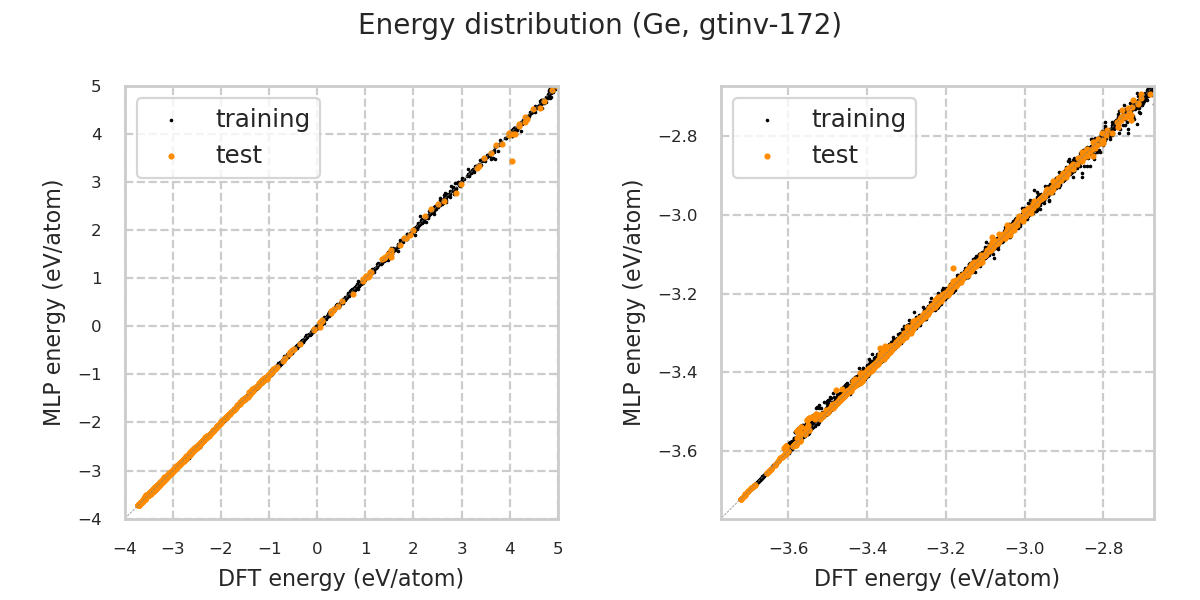 Energy distribution (Ge, gtinv-172)
training
test
5
4
3
2
1
0
−1
−2
−3
−4
−4 −3 −2 −1 0 1 2 3 4 5
MLP energy (eV/atom)
DFT energy (eV/atom)
training
test
−2.8
−3.0
−3.2
−3.4
−3.6
−3.6 −3.4 −3.2 −3.0 −2.8
MLP energy (eV/atom)
DFT energy (eV/atom)